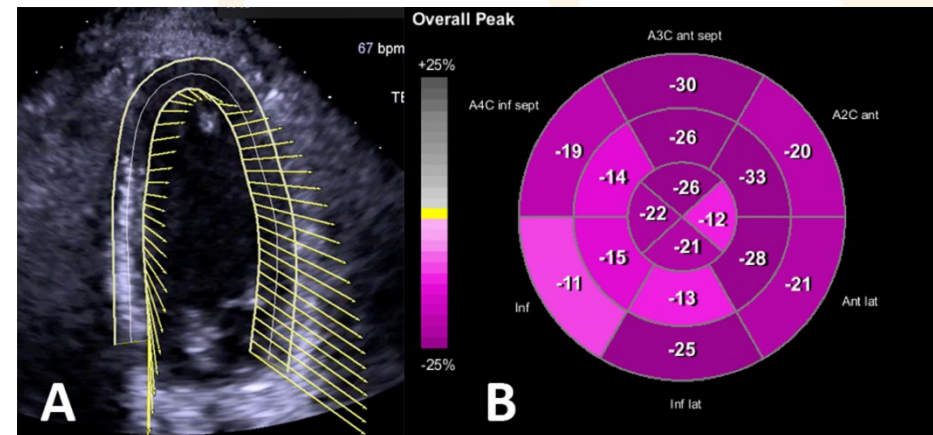 67 bpm
TE
A
Overall Peak
+25%
-25%
A3C ant sept
A4C inf sept
A2C ant
Inf
Ant lat
Inf lat
-30
-19
-20
-26
-14
-33
-26
-22
-12
-21
-15
-28
-11
-21
-13
-25
B